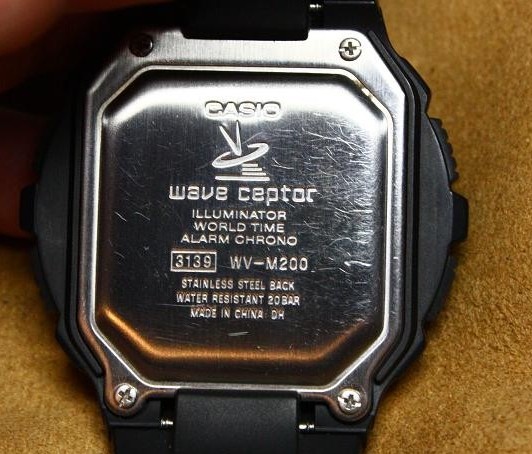 CASIO
wave ceptor
ILLUMINATOR
WORLD TIME
ALARM CHRONO
3139 WV-M200
STAINLESS STEEL BACK
WATER RESISTANT 20BAR
MADE IN CHINA DH